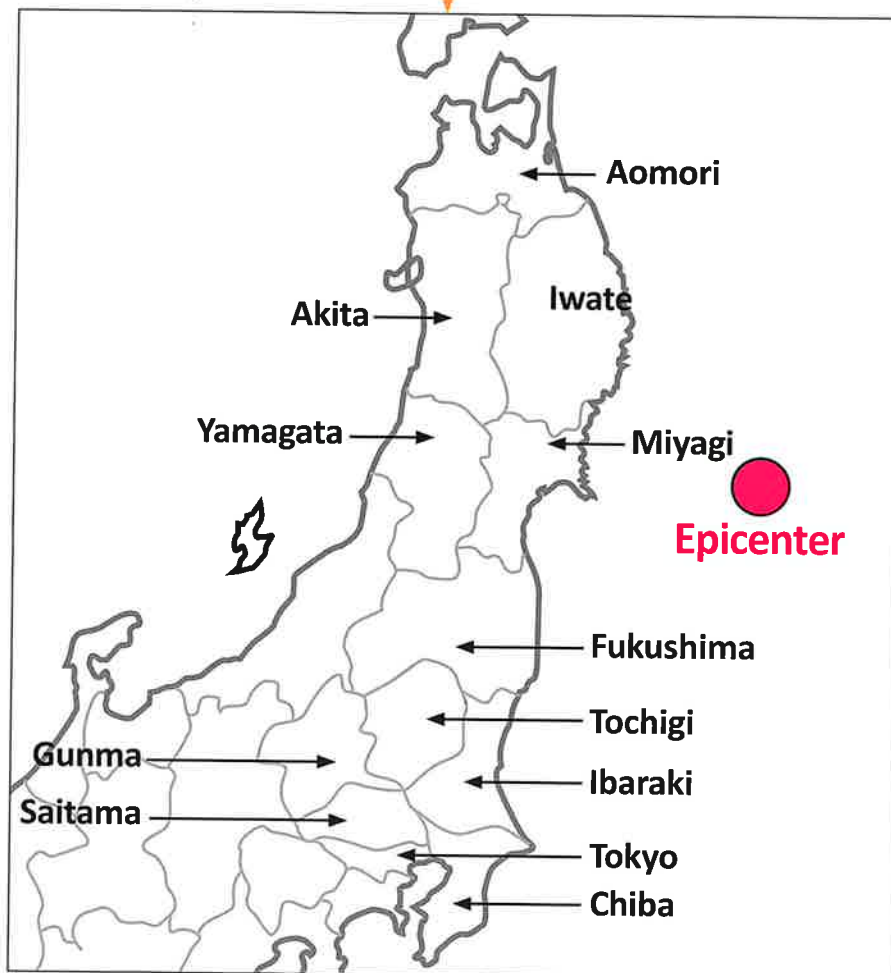 Aomori
Iwate
Akita
Yamagata
Miyagi
Epicenter
Fukushima
Tochigi
Gunma
Ibaraki
Saitama
Tokyo
Chiba